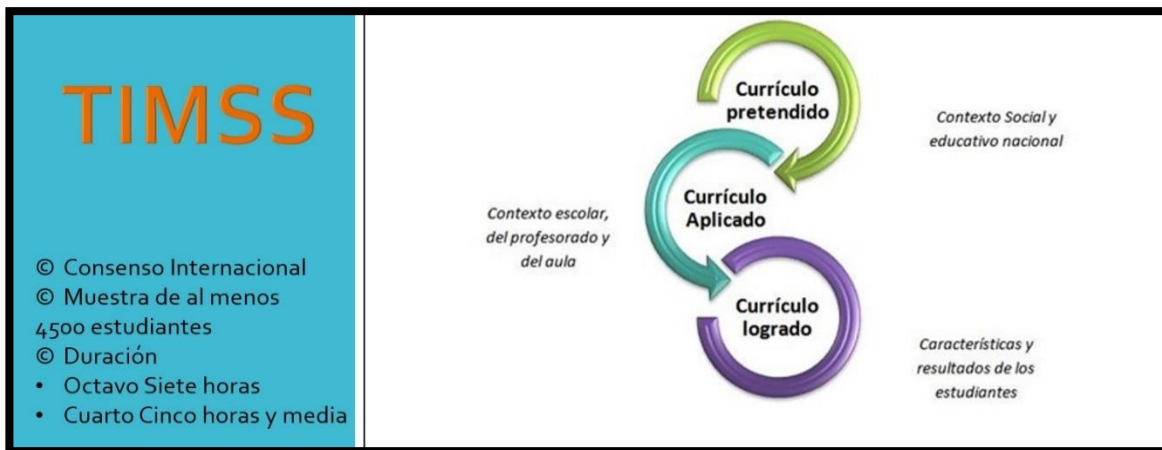 TIMSS
© Consenso Internacional
© Muestra de al menos
4500 estudiantes
© Duración
• Octavo Siete horas
• Cuarto Cinco horas y media
Currículo
pretendido
Contexto Social y
educativo nacional
Currículo
Aplicado
Contexto escolar,
del profesorado y
del aula
Currículo
logrado
Características y
resultados de los
estudiantes